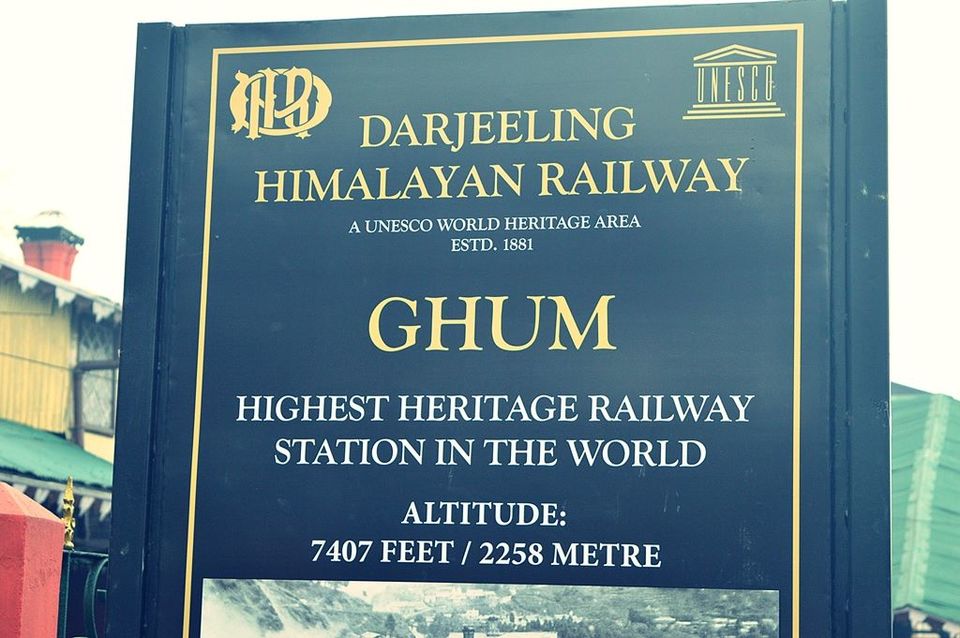 DHR
UNESCO
DARJEELING
HIMALAYAN RAILWAY
A UNESCO WORLD HERITAGE AREA
ESTD. 1881
GHUM
HIGHEST HERITAGE RAILWAY
STATION IN THE WORLD
ALTITUDE:
7407 FEET / 2258 METRE